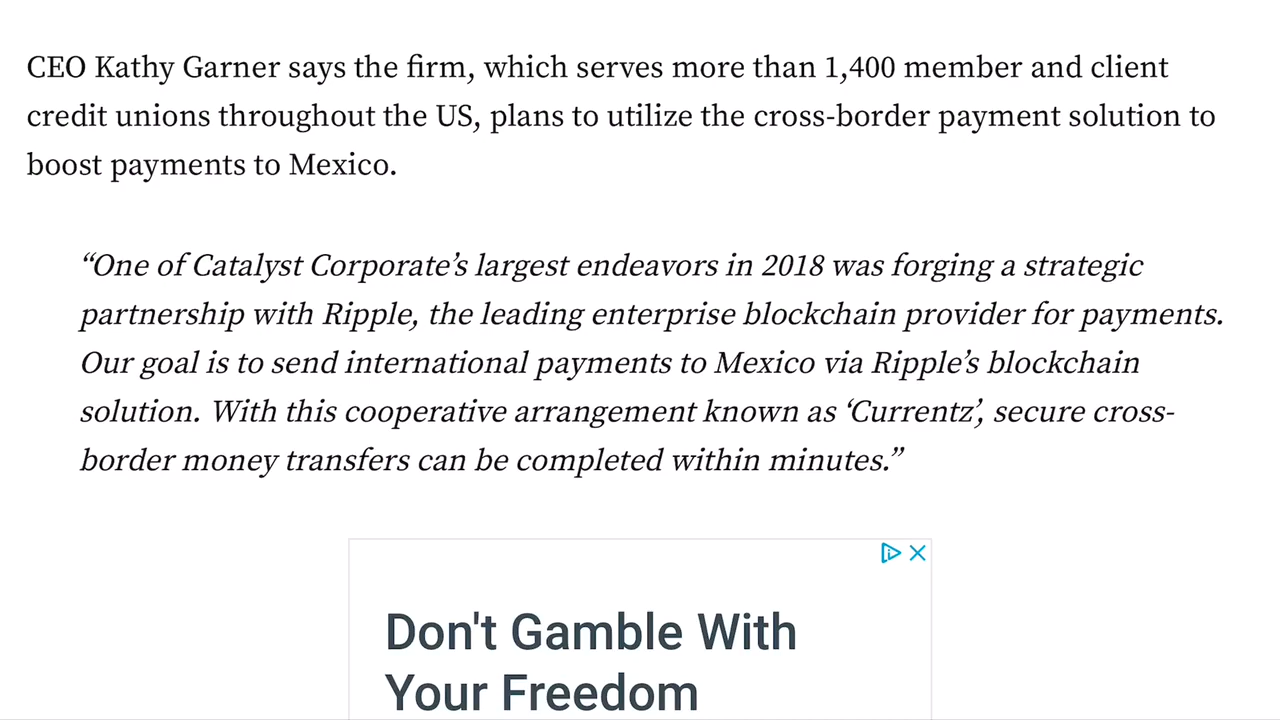 CEO Kathy Garner says the firm, which serves more than 1,400 member and client
credit unions throughout the US, plans to utilize the cross-border payment solution to
boost payments to Mexico.
“One of Catalyst Corporate’s largest endeavors in 2018 was forging a strategic
partnership with Ripple, the leading enterprise blockchain provider for payments.
Our goal is to send international payments to Mexico via Ripple’s blockchain
solution. With this cooperative arrangement known as ‘Currentz’, secure cross-
border money transfers can be completed within minutes.”
Don't Gamble With
Your Freedom